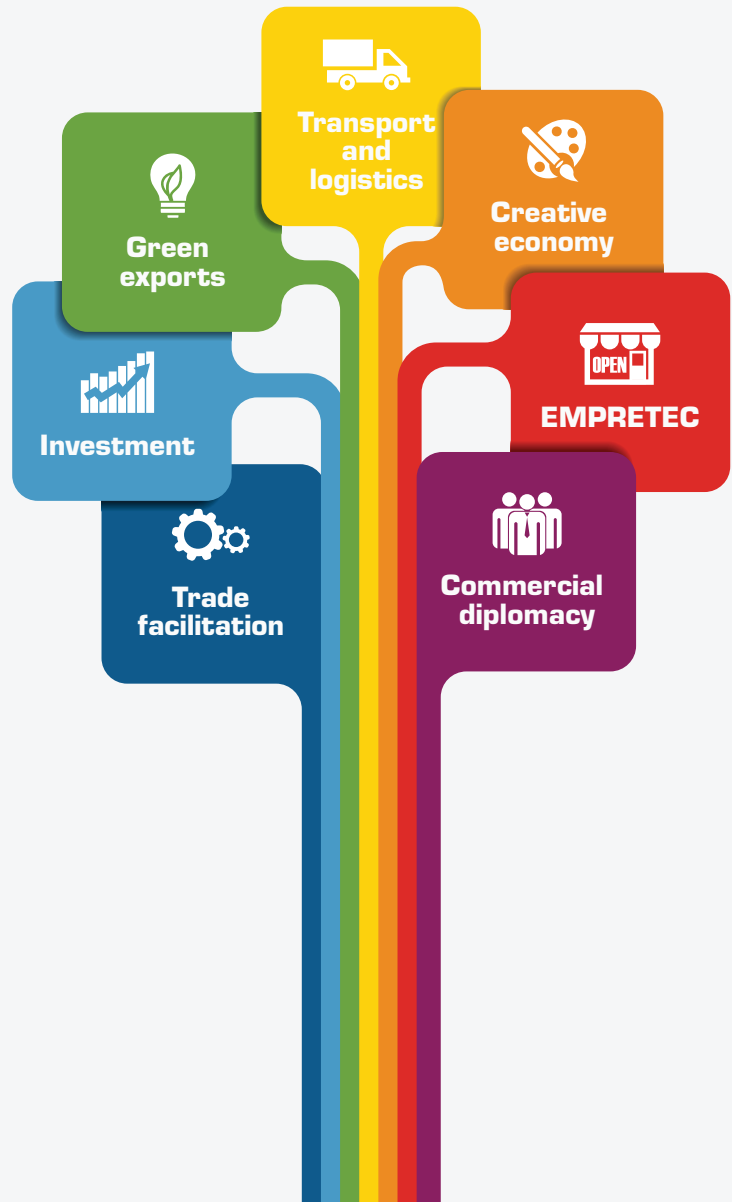 Transport
and
logistics
Creative
economy
Green
exports
OPEN
EMPRETEC
Investment
Commercial
diplomacy
Trade
facilitation